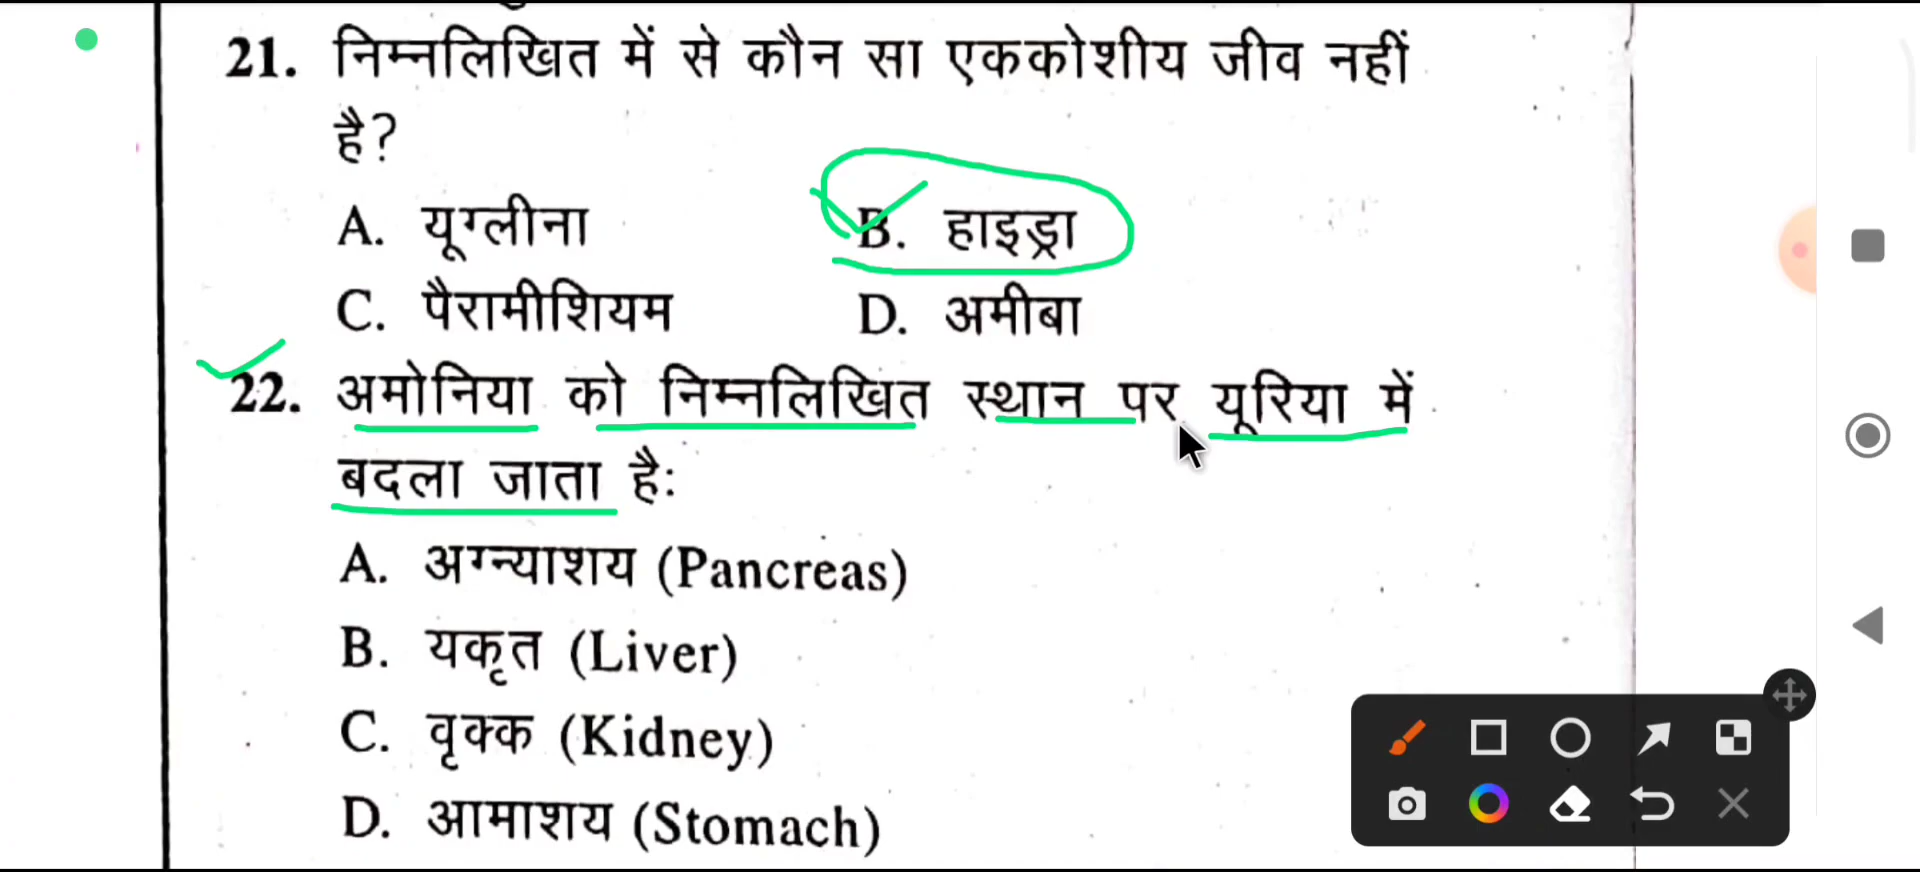 21. निम्नलिखित में से कौन सा एककोशीय जीव नहीं
है?
A. यूग्लीना B. हाइड्रा
C. पैरामीशियम D. अमीबा
22. अमोनिया को निम्नलिखित स्थान पर यूरिया में
बदला जाता है:
A. अग्न्याशय (Pancreas)
B. यकृत (Liver)
C. वृक्क (Kidney)
D. आमाशय (Stomach)